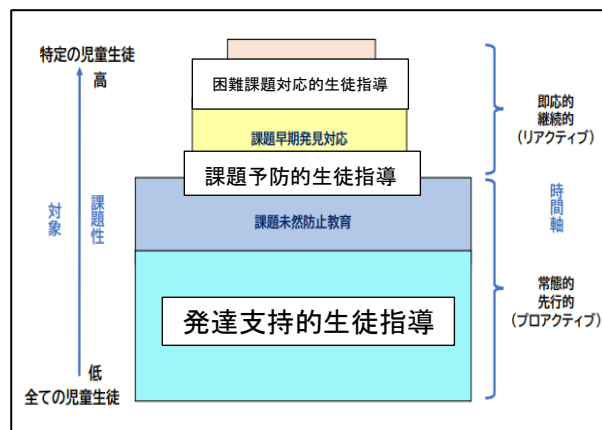 特定の児童生徒
高
対象
課題性
低
全ての児童生徒
困難課題対応的生徒指導
課題早期発見対応
課題予防的生徒指導
課題未然防止教育
発達支持的生徒指導
即応的
継続的
(リアクティブ)
時間軸
常態的
先行的
(プロアクティブ)